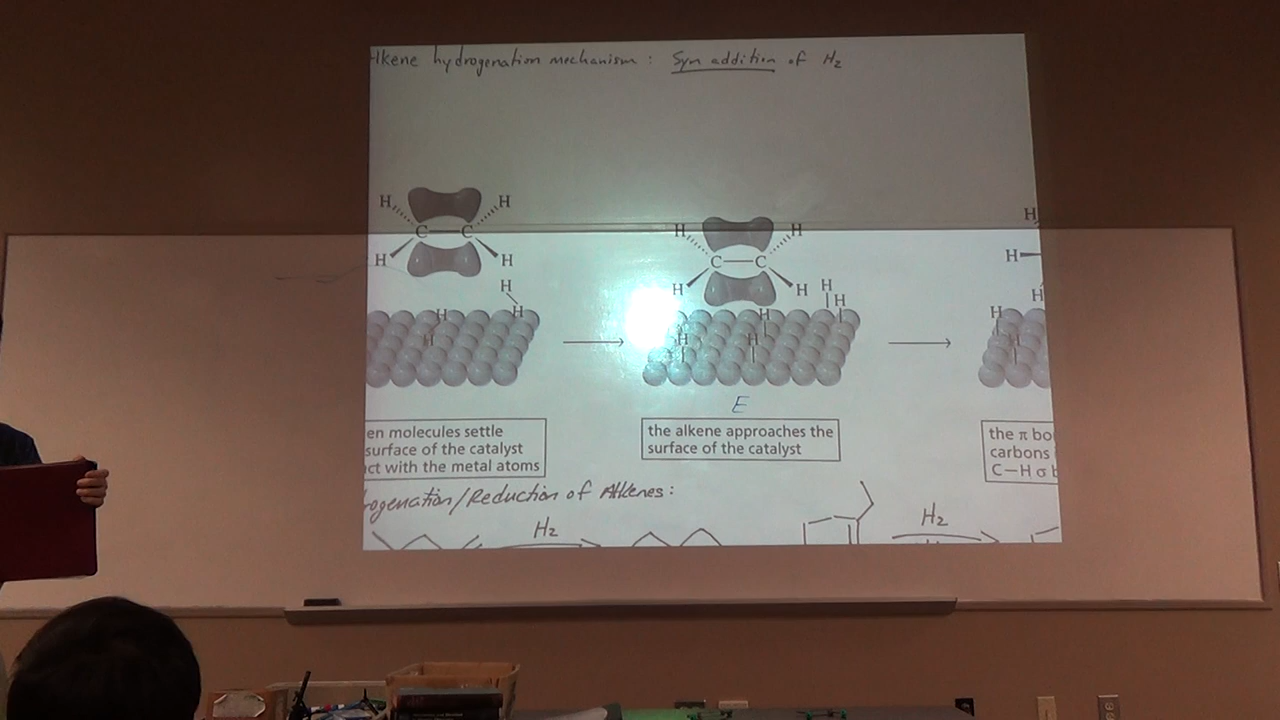 lkene hydrogenation mechanism : Syn addition of H2
H H
C C
H H
H
H
H
H
H H
C C
H H
H
H
H
H
H
H
H
H
H
H
H
E
en molecules settle
surface of the catalyst
ct with the metal atoms
the alkene approaches the
surface of the catalyst
the π bo
carbons
C—H σ b
rogenation/Reduction of Alkenes:
H2
H2